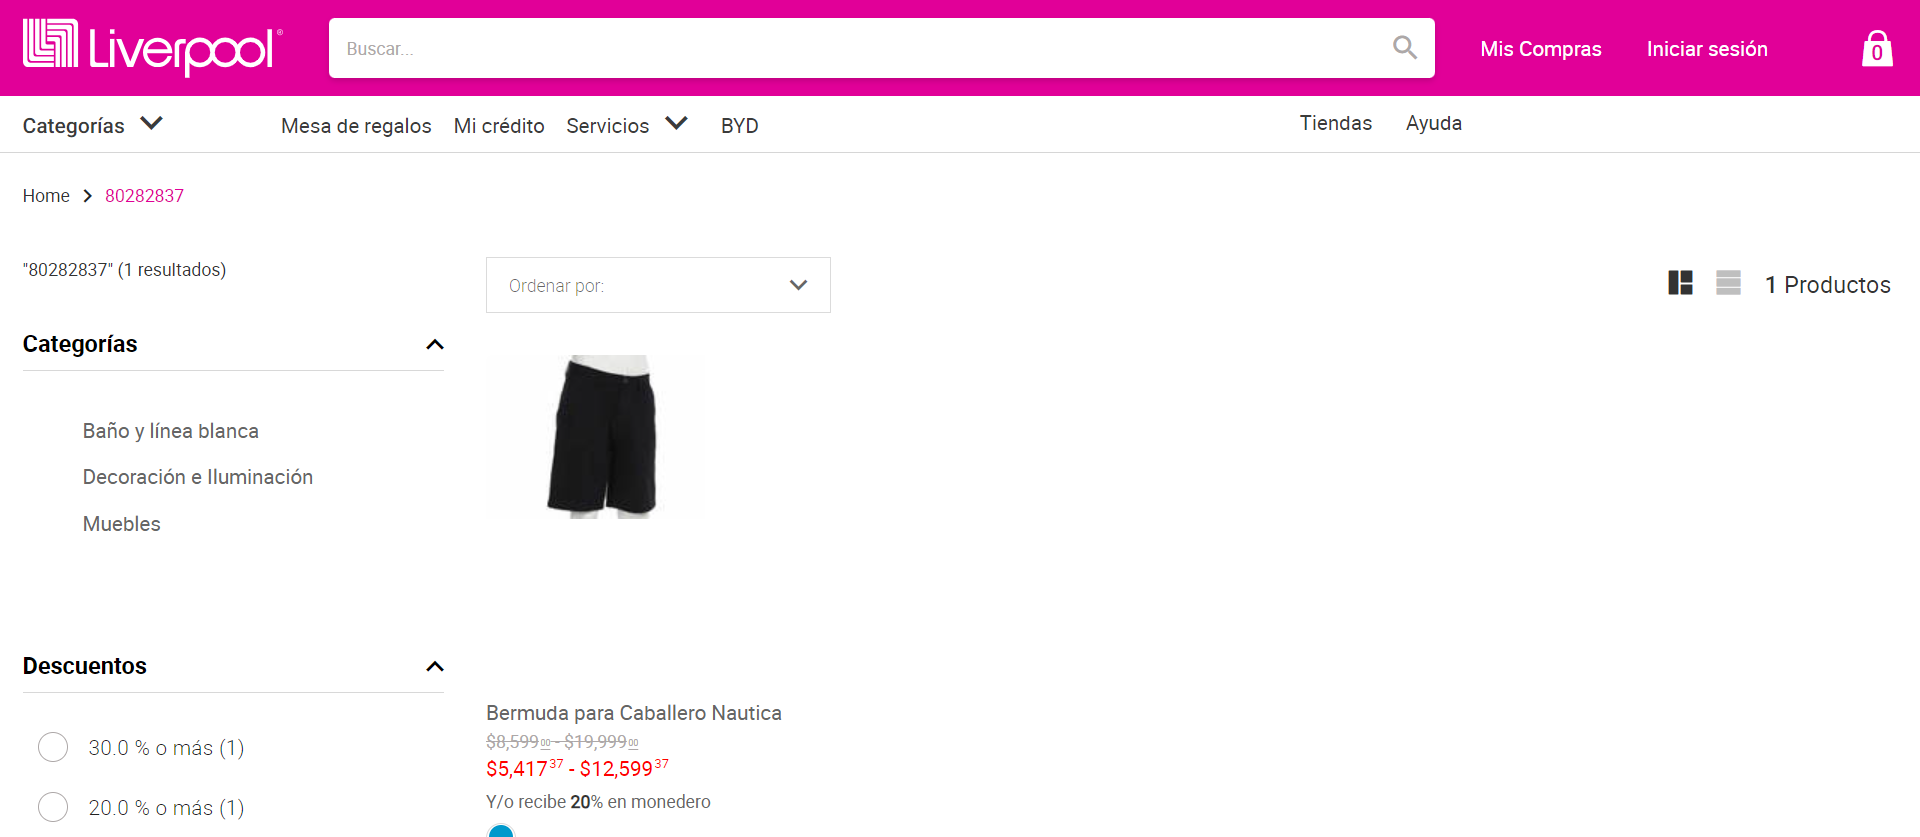 Liverpool®
Buscar...
Mis Compras
Iniciar sesión
0
Categorías
Mesa de regalos
Mi crédito
Servicios
BYD
Tiendas
Ayuda
Home
80282837
"80282837" (1 resultados)
Ordenar por:
1 Productos
Categorías
Baño y línea blanca
Decoración e Iluminación
Muebles
Descuentos
30.0 % o más (1)
20.0 % o más (1)
Bermuda para Caballero Nautica
$8,599.00 - $19,999.00
$5,417.37 - $12,599.37
Y/o recibe 20% en monedero